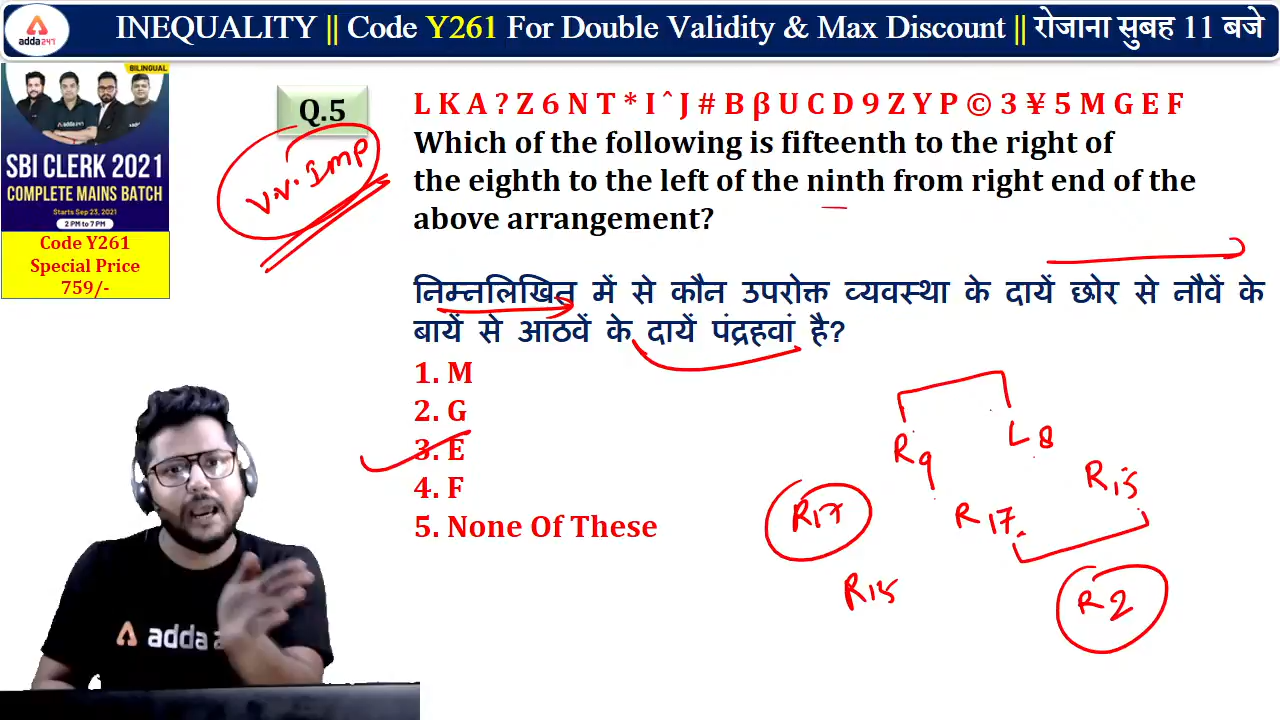 INEQUALITY || Code Y261 For Double Validity & Max Discount || रोजाना सुबह 11 बजे
adda247
BILINGUAL
SBI CLERK 2021
COMPLETE MAINS BATCH
Starts Sep 23, 2021
2 PM to 7 PM
Code Y261
Special Price
759/-
Q.5
V.V. IMP
L K A ? Z 6 N T * I ˆ J # B β U C D 9 Z Y P © 3 ¥ 5 M G E F
Which of the following is fifteenth to the right of
the eighth to the left of the ninth from right end of the
above arrangement?
निम्नलिखित में से कौन उपरोक्त व्यवस्था के दायें छोर से नौवें के
बायें से आठवें के दायें पंद्रहवां है?
1. M
2. G
3. E
4. F
5. None Of These
R9 L8
R17 R17 R15
R15 R2
adda